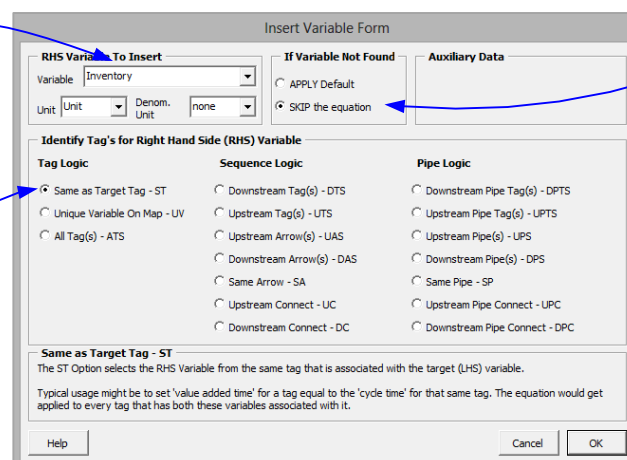 Insert Variable Form
RHS Variable To Insert
Variable Inventory
Unit Unit Denom. Unit none
If Variable Not Found
APPLY Default
SKIP the equation
Auxiliary Data
Identify Tag's for Right Hand Side (RHS) Variable
Tag Logic Sequence Logic Pipe Logic
Same as Target Tag - ST Downstream Tag(s) - DTS Downstream Pipe Tag(s) - DPTS
Unique Variable On Map - UV Upstream Tag(s) - UTS Upstream Pipe Tag(s) - UPTS
All Tag(s) - ATS Upstream Arrow(s) - UAS Upstream Pipe(s) - UPS
Downstream Arrow(s) - DAS Downstream Pipe(s) - DPS
Same Arrow - SA Same Pipe - SP
Upstream Connect - UC Upstream Pipe Connect - UPC
Downstream Connect - DC Downstream Pipe Connect - DPC
Same as Target Tag - ST
The ST Option selects the RHS Variable from the same tag that is associated with the target (LHS) variable.
Typical usage might be to set 'value added time' for a tag equal to the 'cycle time' for that same tag. The equation would get
applied to every tag that has both these variables associated with it.
Help Cancel OK